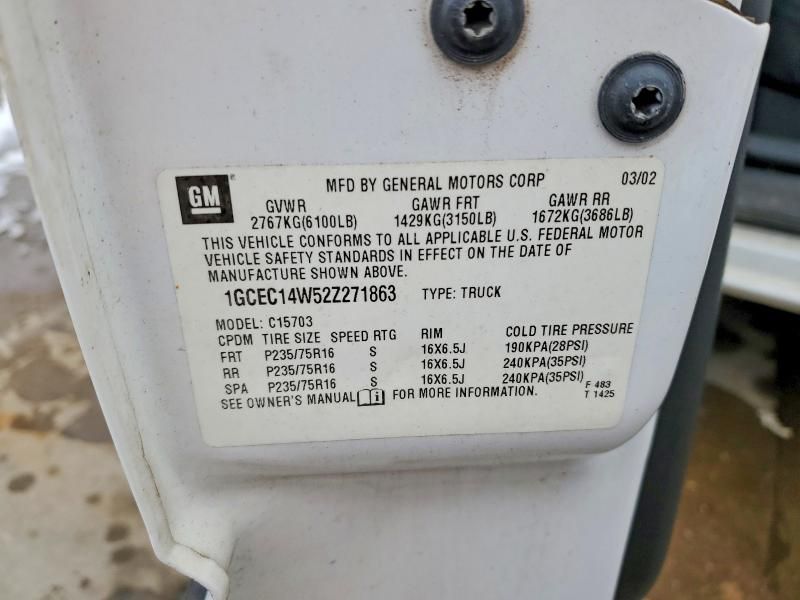 GM
MFD BY GENERAL MOTORS CORP 03/02
GVWR GAWR FRT GAWR RR
2767KG(6100LB) 1429KG(3150LB) 1672KG(3686LB)
THIS VEHICLE CONFORMS TO ALL APPLICABLE U.S. FEDERAL MOTOR
VEHICLE SAFETY STANDARDS IN EFFECT ON THE DATE OF
MANUFACTURE SHOWN ABOVE.
1GCEC14W52Z271863 TYPE: TRUCK
MODEL: C15703
CPDM TIRE SIZE SPEED RTG RIM COLD TIRE PRESSURE
FRT P235/75R16 S 16X6.5J 190KPA(28PSI)
RR P235/75R16 S 16X6.5J 240KPA(35PSI)
SPA P235/75R16 S 16X6.5J 240KPA(35PSI)
SEE OWNER'S MANUAL i FOR MORE INFORMATION.
F 483
T 1425